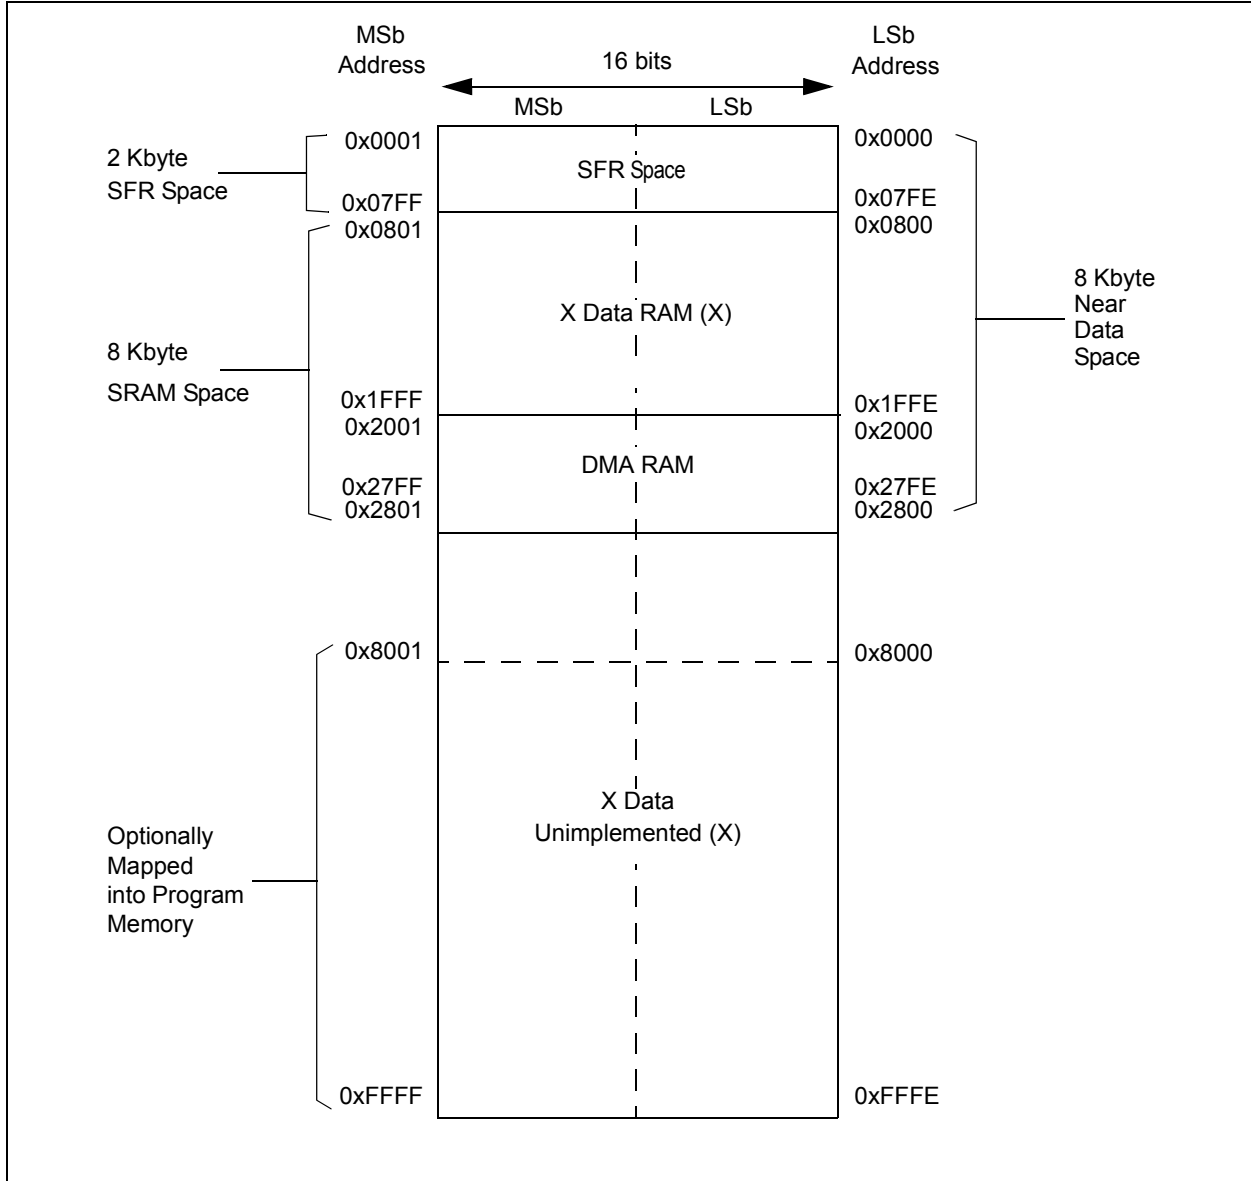 MSb
Address
LSb
Address
16 bits
MSb
LSb
2 Kbyte
SFR Space
0x0001
SFR Space
0x0000
0x07FF
0x07FE
0x0801
0x0800
8 Kbyte
SRAM Space
X Data RAM (X)
8 Kbyte
Near
Data
Space
0x1FFF
0x1FFE
0x2001
0x2000
DMA RAM
0x27FF
0x27FE
0x2801
0x2800
0x8001
0x8000
Optionally
Mapped
into Program
Memory
X Data
Unimplemented (X)
0xFFFF
0xFFFE